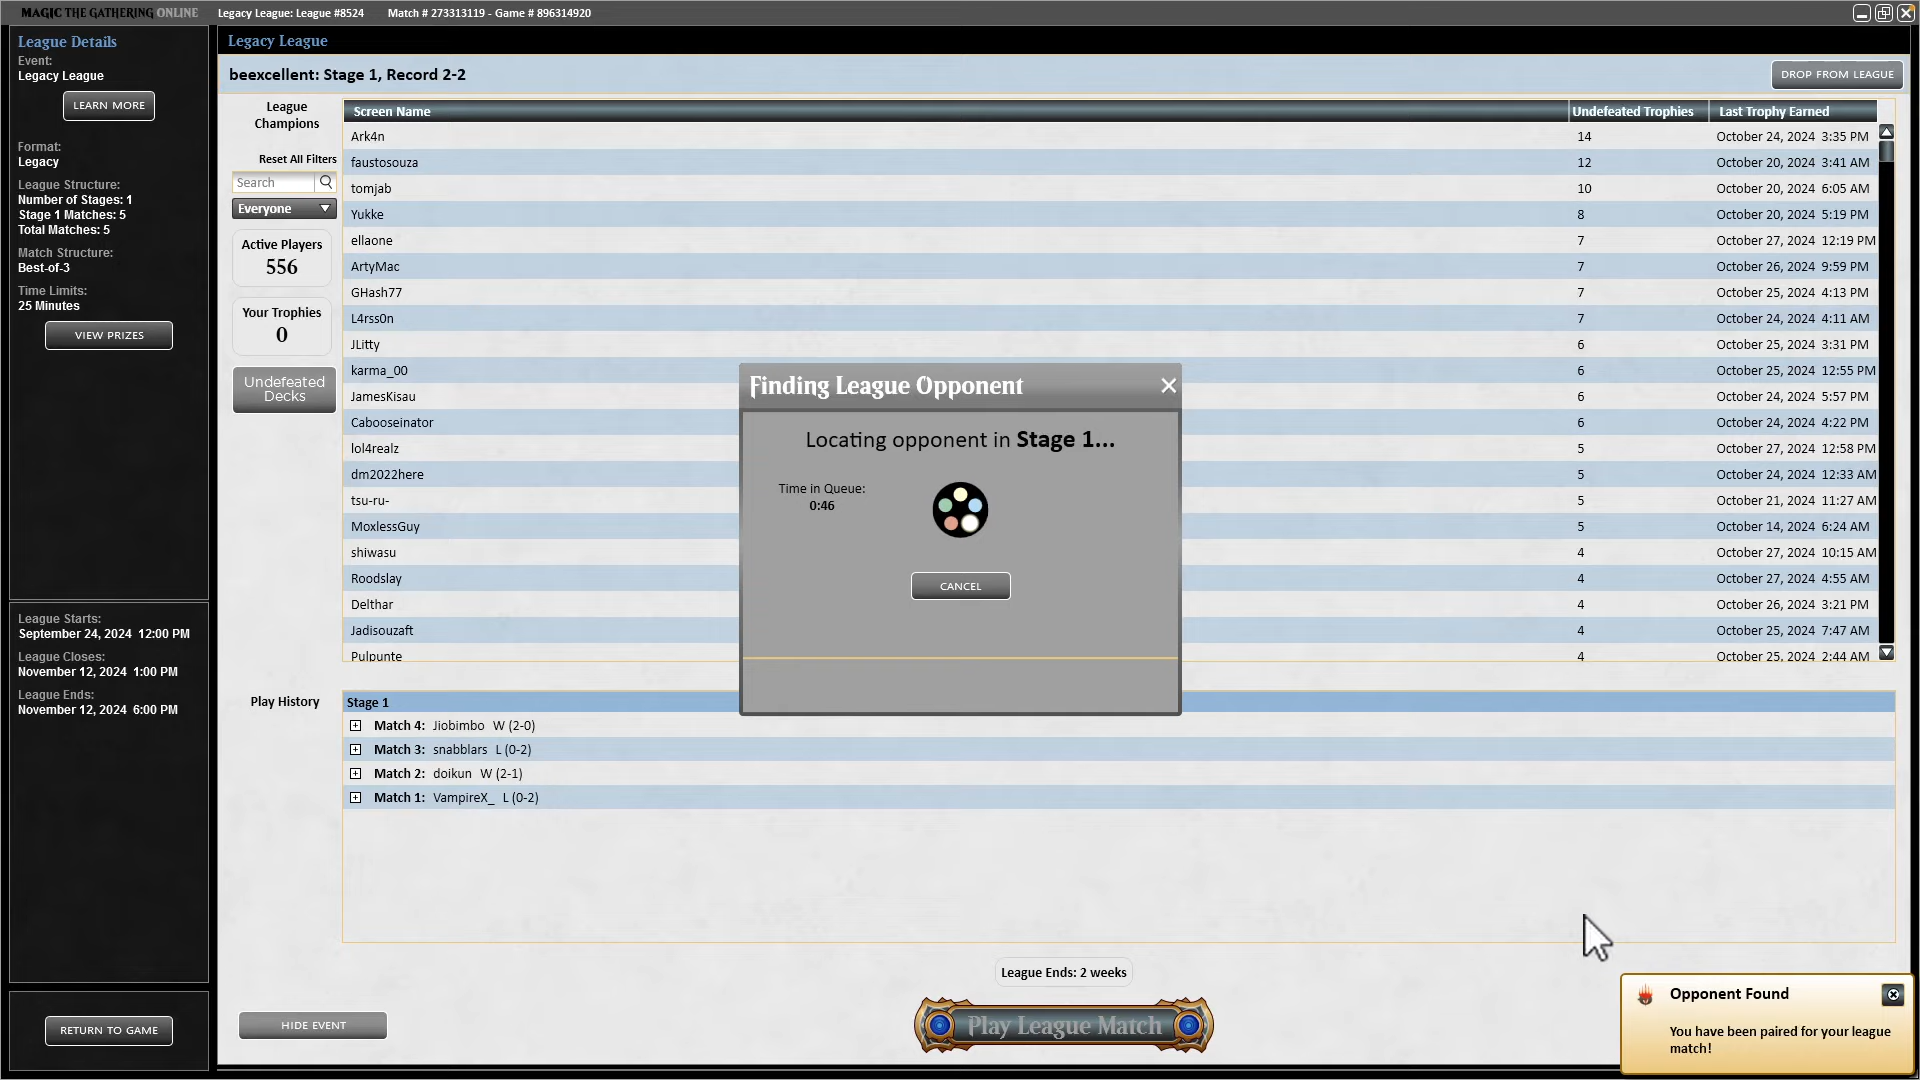 MAGIC THE GATHERING ONLINE
Legacy League: League #8524
Match # 273313119 - Game # 896314920
League Details
Event:
Legacy League
LEARN MORE
Format:
Legacy
League Structure:
Number of Stages: 1
Stage 1 Matches: 5
Total Matches: 5
Match Structure:
Best-of-3
Time Limits:
25 Minutes
VIEW PRIZES
League Starts:
September 24, 2024 12:00 PM
League Closes:
November 12, 2024 1:00 PM
League Ends:
November 12, 2024 6:00 PM
RETURN TO GAME
Legacy League
beexcellent: Stage 1, Record 2-2
DROP FROM LEAGUE
League
Champions
Reset All Filters
Search
Everyone
Active Players
556
Your Trophies
0
Undefeated
Decks
Screen Name Undefeated Trophies Last Trophy Earned
Ark4n 14 October 24, 2024 3:35 PM
faustosouza 12 October 20, 2024 3:41 AM
tomjab 10 October 20, 2024 6:05 AM
Yukke 8 October 20, 2024 5:19 PM
ellaone 7 October 27, 2024 12:19 PM
ArtyMac 7 October 26, 2024 9:59 PM
GHash77 7 October 25, 2024 4:13 PM
L4rss0n 7 October 24, 2024 4:11 AM
JLitty 6 October 25, 2024 3:31 PM
karma_00 6 October 25, 2024 12:55 PM
JamesKisau 6 October 24, 2024 5:57 PM
Cabooseinator 6 October 24, 2024 4:22 PM
lol4realz 5 October 27, 2024 12:58 PM
dm2022here 5 October 24, 2024 12:33 AM
tsu-ru- 5 October 21, 2024 11:27 AM
MoxlessGuy 5 October 14, 2024 6:24 AM
shiwasu 4 October 27, 2024 10:15 AM
Roodslay 4 October 27, 2024 4:55 AM
Delthar 4 October 26, 2024 3:21 PM
Jadisouzaft 4 October 25, 2024 7:47 AM
Pulpunte 4 October 25, 2024 2:44 AM
Finding League Opponent
Locating opponent in Stage 1...
Time in Queue:
0:46
CANCEL
Play History
Stage 1
Match 4: Jiobimbo W (2-0)
Match 3: snabblars L (0-2)
Match 2: doikun W (2-1)
Match 1: VampireX_ L (0-2)
League Ends: 2 weeks
HIDE EVENT
Play League Match
Opponent Found
You have been paired for your league
match!